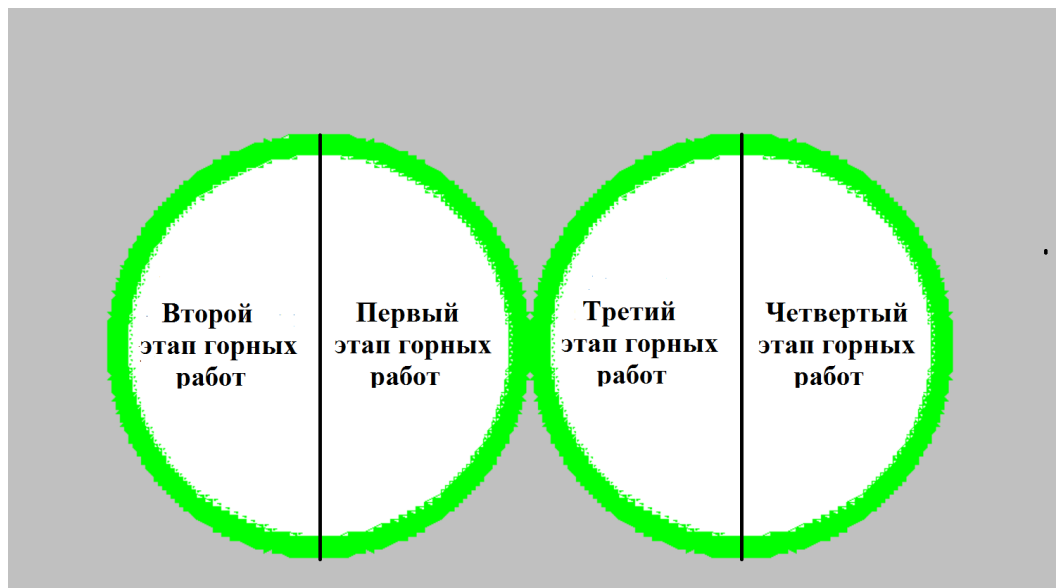 Второй
этап горных
работ
Первый
этап горных
работ
Третий
этап горных
работ
Четвертый
этап горных
работ